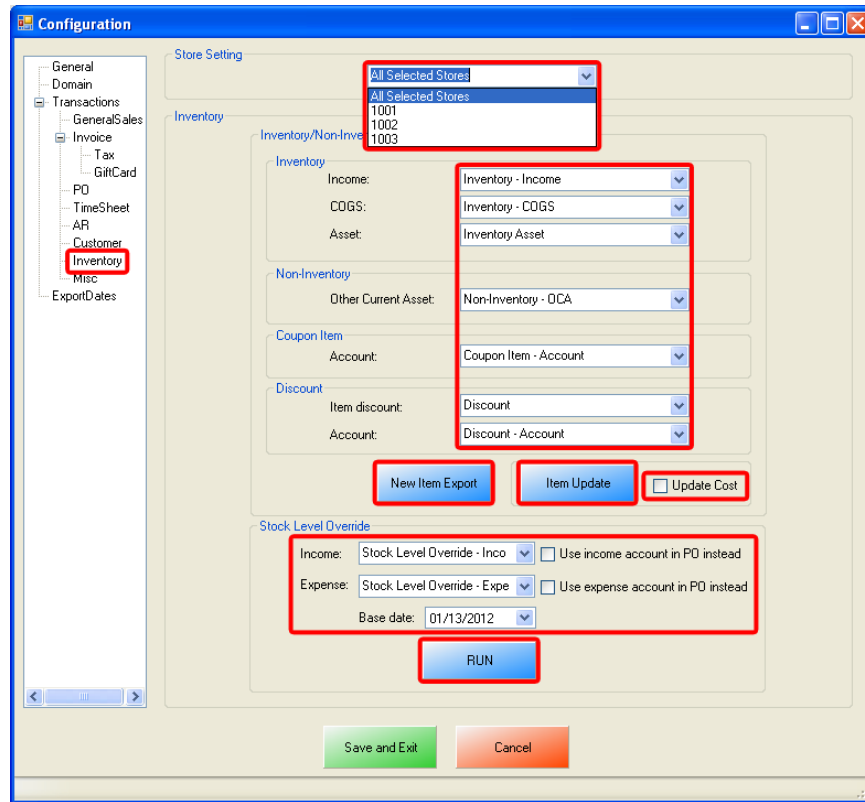 Configuration
General
Domain
Transactions
GeneralSales
Invoice
Tax
GiftCard
PO
TimeSheet
AR
Customer
Inventory
Misc
ExportDates
Store Setting
All Selected Stores
All Selected Stores
1001
1002
1003
Inventory
Inventory/Non-Inve
Inventory
Income: Inventory - Income
COGS: Inventory - COGS
Asset: Inventory Asset
Non-Inventory
Other Current Asset: Non-Inventory - OCA
Coupon Item
Account: Coupon Item - Account
Discount
Item discount: Discount
Account: Discount - Account
New Item Export Item Update Update Cost
Stock Level Override
Income: Stock Level Override - Inco Use income account in PO instead
Expense: Stock Level Override - Expe Use expense account in PO instead
Base date: 01/13/2012
RUN
Save and Exit Cancel